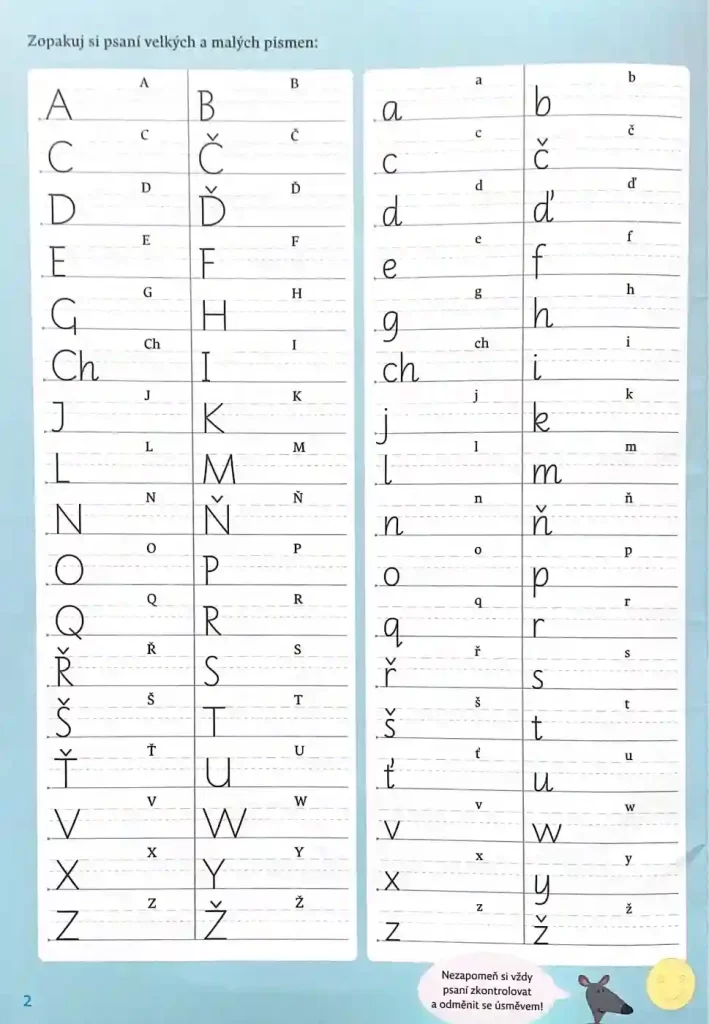 Zopakuj si psaní velkých a malých písmen:
A A B B
C C Č Č
D D Ď Ď
E E F F
G G H H
Ch Ch I I
J J K K
L L M M
N N Ň Ň
O O P P
Q Q R R
Ř Ř S S
Š Š T T
Ť Ť U U
V V W W
X X Y Y
Z Z Ž Ž
a a b b
c c č č
d d ď ď
e e f f
g g h h
ch ch i i
j j k k
l l m m
n n ň ň
o o p p
q q r r
ř ř s s
š š t t
ť ť u u
v v w w
x x y y
z z ž ž
Nezapomeň si vždy
psaní zkontrolovat
a odměnit se úsměvem!
2